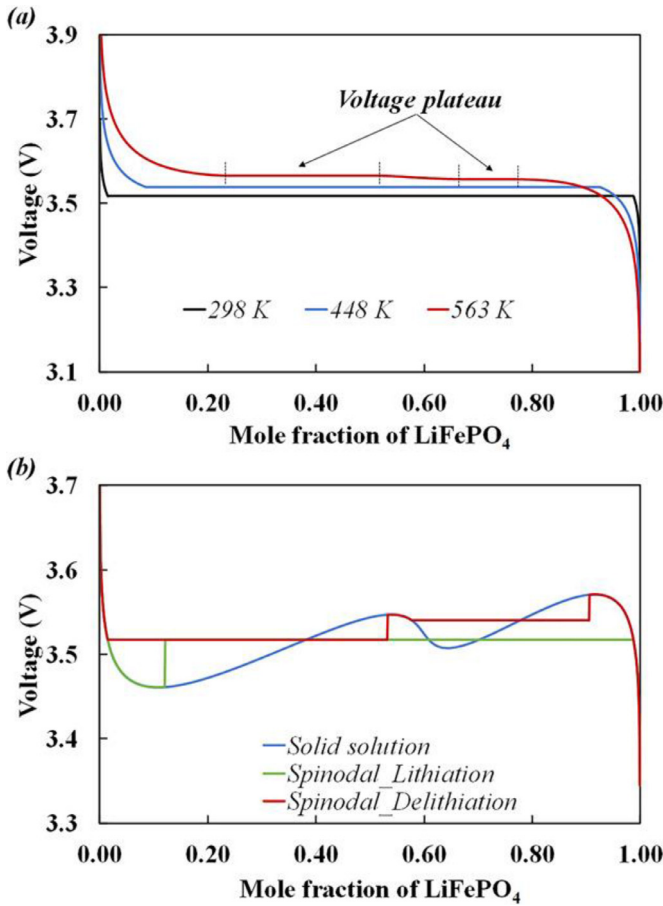 (a)
3.9
3.7
3.5
3.3
3.1
Voltage (V)
Voltage plateau
298 K 448 K 563 K
0.00 0.20 0.40 0.60 0.80 1.00
Mole fraction of LiFePO4
(b)
3.7
3.6
3.5
3.4
3.3
Voltage (V)
Solid solution
Spinodal_Lithiation
Spinodal_Delithiation
0.00 0.20 0.40 0.60 0.80 1.00
Mole fraction of LiFePO4